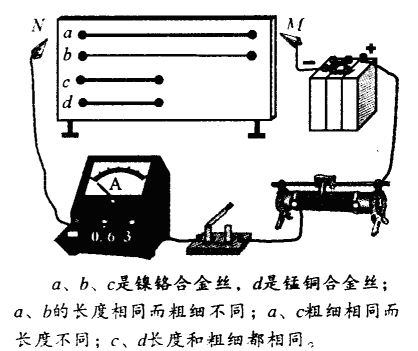 N
M
a
b
c
d
−
+
A
0.6 3
a、b、c是镍铬合金丝，d是锰铜合金丝；
a、b的长度相同而粗细不同；a、c粗细相同而
长度不同；c、d长度和粗细都相同。